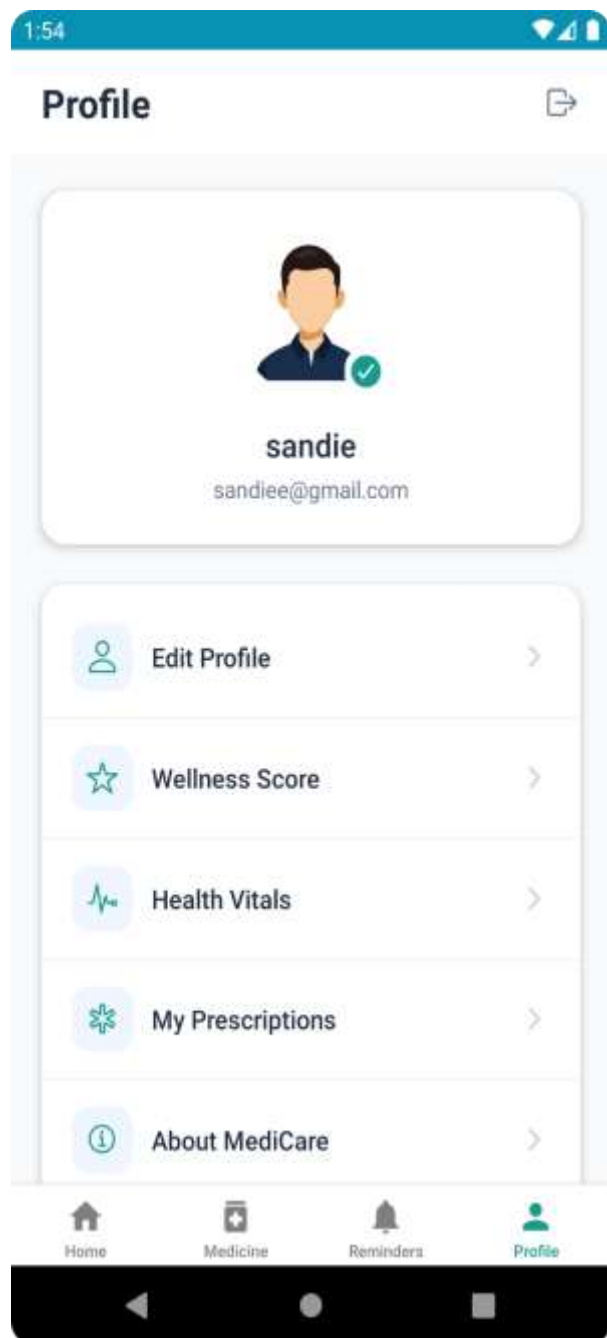 1:54
Profile
sandie
sandiee@gmail.com
Edit Profile
Wellness Score
Health Vitals
My Prescriptions
About MediCare
Home Medicine Reminders Profile